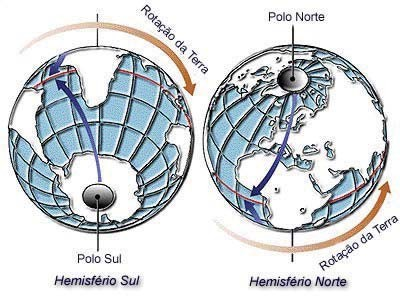 Rotação da Terra
Polo Norte
Polo Sul
Rotação da Terra
Hemisfério Sul
Hemisfério Norte